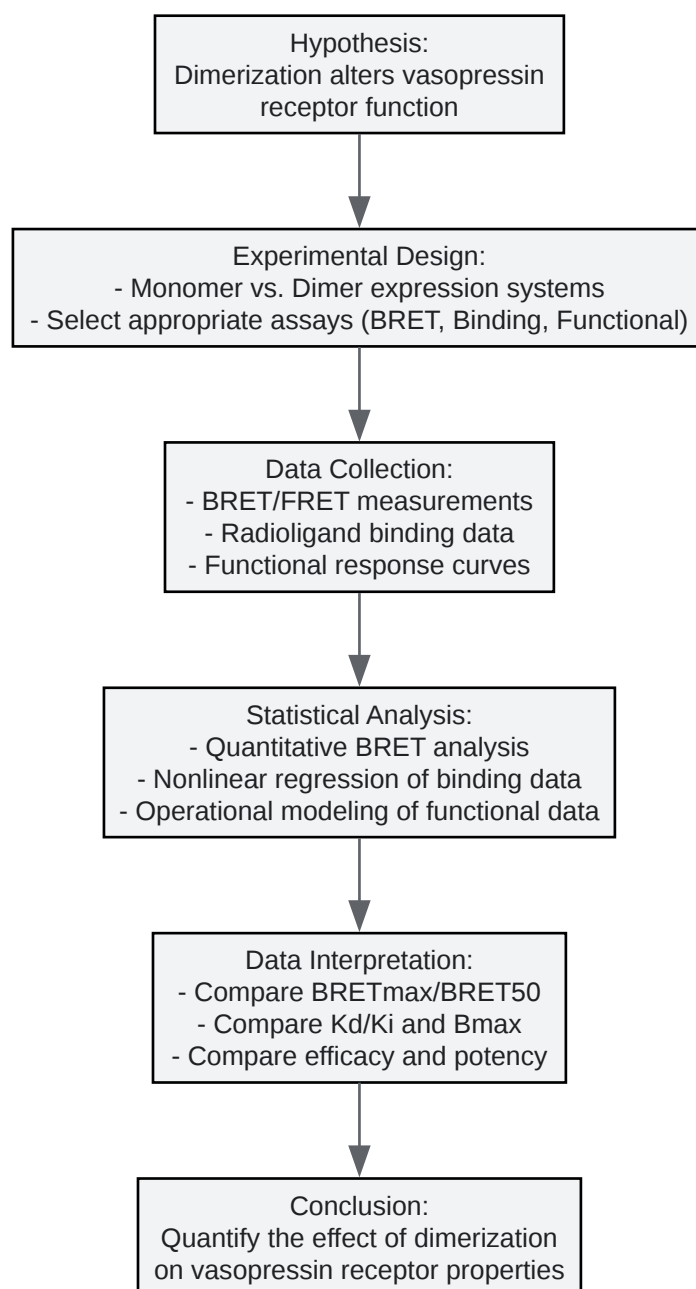 Hypothesis:
Dimerization alters vasopressin
receptor function
Experimental Design:
- Monomer vs. Dimer expression systems
- Select appropriate assays (BRET, Binding, Functional)
Data Collection:
- BRET/FRET measurements
- Radioligand binding data
- Functional response curves
Statistical Analysis:
- Quantitative BRET analysis
- Nonlinear regression of binding data
- Operational modeling of functional data
Data Interpretation:
- Compare BRETmax/BRET50
- Compare Kd/Ki and Bmax
- Compare efficacy and potency
Conclusion:
Quantify the effect of dimerization
on vasopressin receptor properties